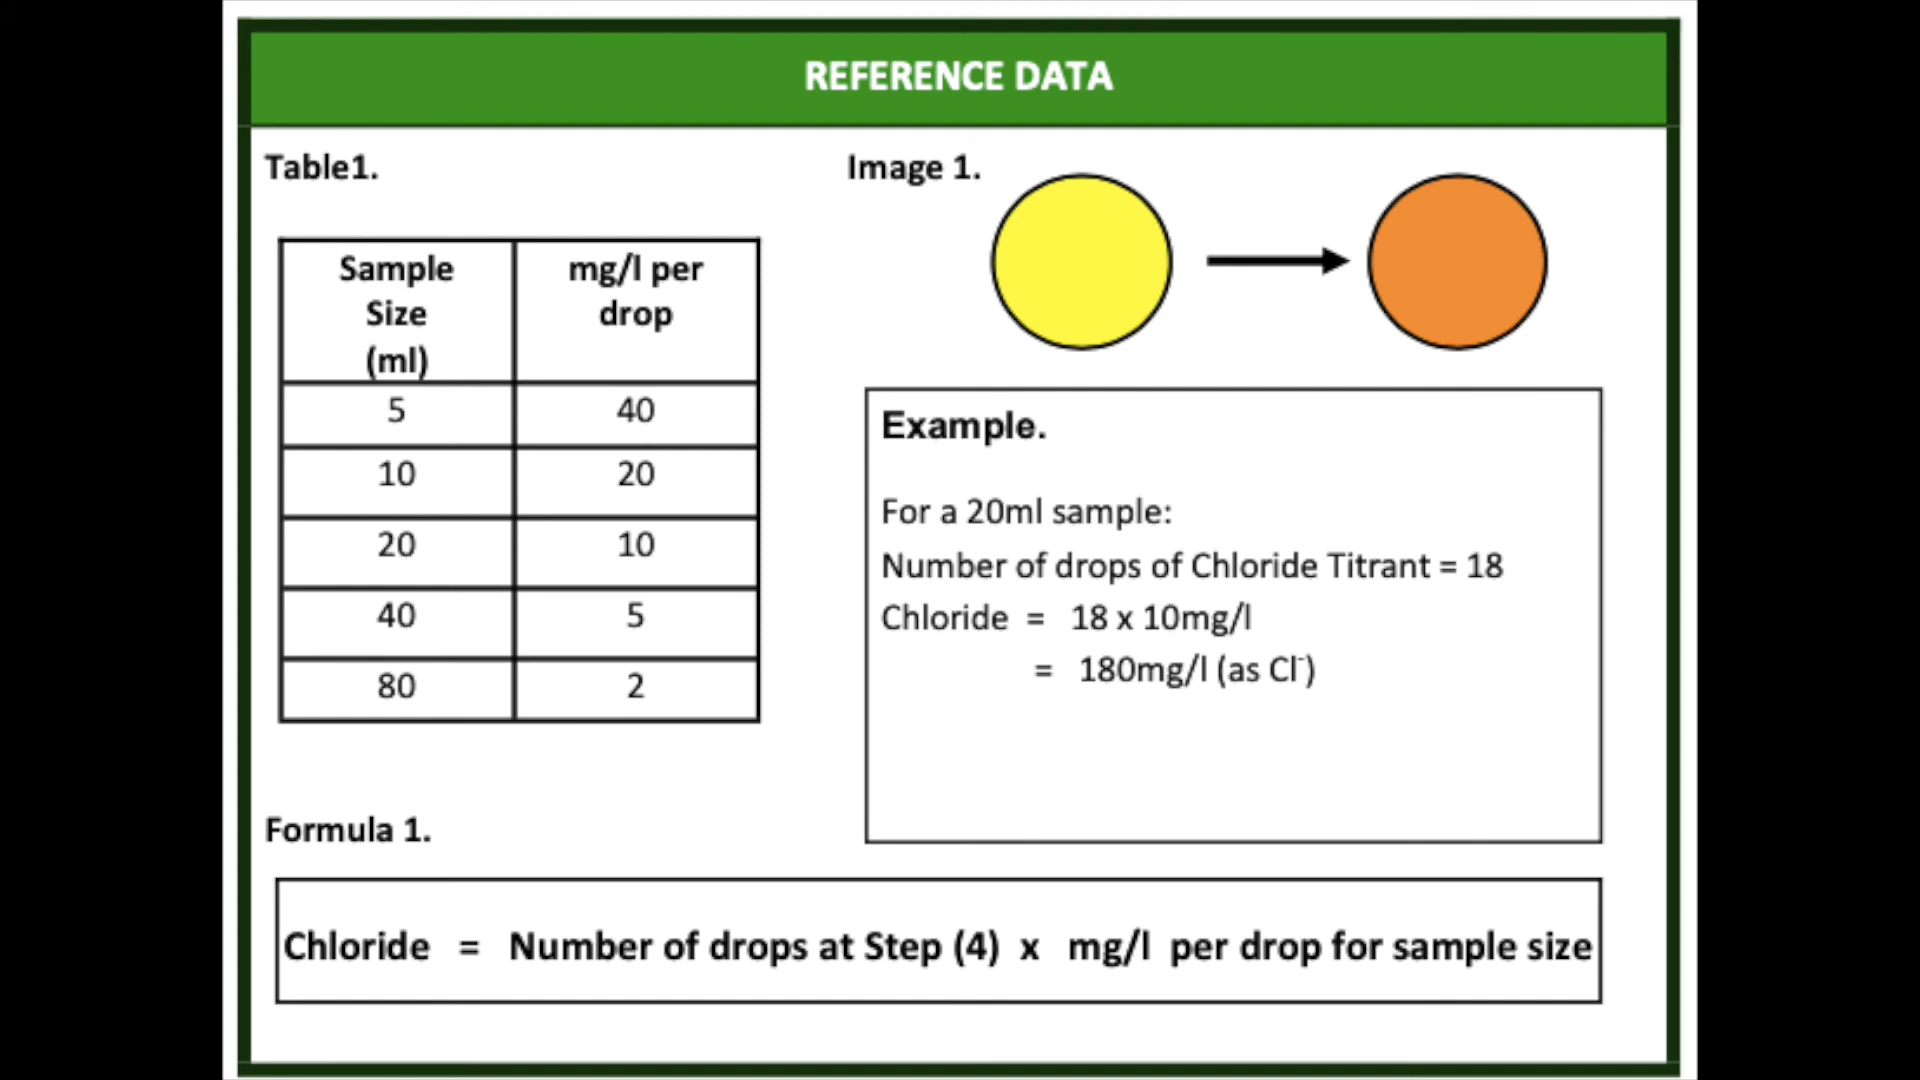 REFERENCE DATA
Table1.
Image 1.
Sample Size (ml)
mg/l per drop
5 40
10 20
20 10
40 5
80 2
Example.
For a 20ml sample:
Number of drops of Chloride Titrant = 18
Chloride = 18 x 10mg/l
= 180mg/l (as Cl⁻)
Formula 1.
Chloride = Number of drops at Step (4) x mg/l per drop for sample size